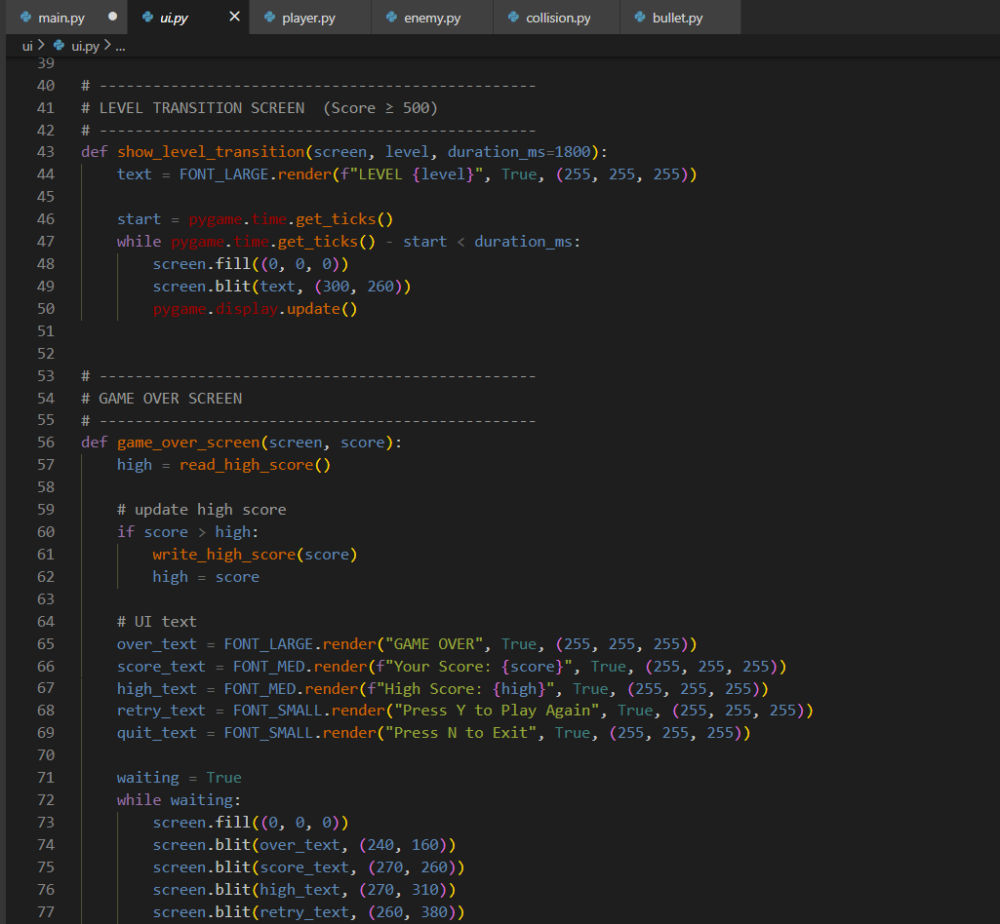 main.py ui.py player.py enemy.py collision.py bullet.py
ui > ui.py > ...
39
40 # -------------------------------------------------
41 # LEVEL TRANSITION SCREEN  (Score ≥ 500)
42 # -------------------------------------------------
43 def show_level_transition(screen, level, duration_ms=1800):
44     text = FONT_LARGE.render(f"LEVEL {level}", True, (255, 255, 255))
45
46     start = pygame.time.get_ticks()
47     while pygame.time.get_ticks() - start < duration_ms:
48         screen.fill((0, 0, 0))
49         screen.blit(text, (300, 260))
50         pygame.display.update()
51
52
53 # -------------------------------------------------
54 # GAME OVER SCREEN
55 # -------------------------------------------------
56 def game_over_screen(screen, score):
57     high = read_high_score()
58
59     # update high score
60     if score > high:
61         write_high_score(score)
62         high = score
63
64     # UI text
65     over_text = FONT_LARGE.render("GAME OVER", True, (255, 255, 255))
66     score_text = FONT_MED.render(f"Your Score: {score}", True, (255, 255, 255))
67     high_text = FONT_MED.render(f"High Score: {high}", True, (255, 255, 255))
68     retry_text = FONT_SMALL.render("Press Y to Play Again", True, (255, 255, 255))
69     quit_text = FONT_SMALL.render("Press N to Exit", True, (255, 255, 255))
70
71     waiting = True
72     while waiting:
73         screen.fill((0, 0, 0))
74         screen.blit(over_text, (240, 160))
75         screen.blit(score_text, (270, 260))
76         screen.blit(high_text, (270, 310))
77         screen.blit(retry_text, (260, 380))